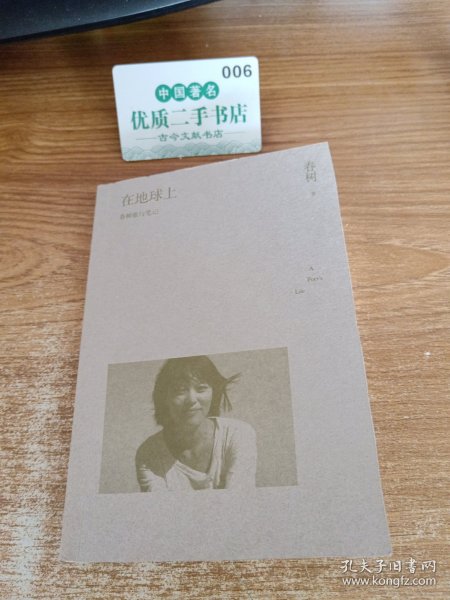 006
中国著名
优质二手书店
古今文献书店
在地球上
春树旅行笔记
春树
A
Poet's
Life
孔夫子旧书网
www.kongfz.com